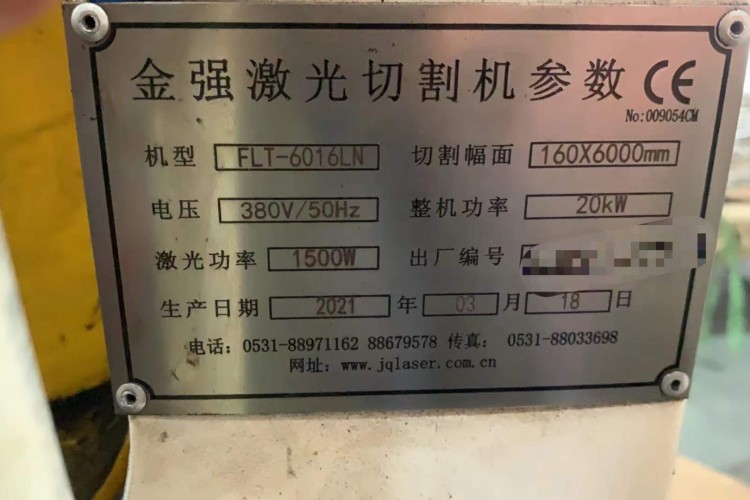 金强激光切割机参数 CE
No:009054CM
机型 FLT-6016LN 切割幅面 160X6000mm
电压 380V/50Hz 整机功率 20kW
激光功率 1500W 出厂编号
生产日期 2021 年 03 月 18 日
电话: 0531-88971162 88679578 传真: 0531-88033698
网址: www.jqlaser.com.cn